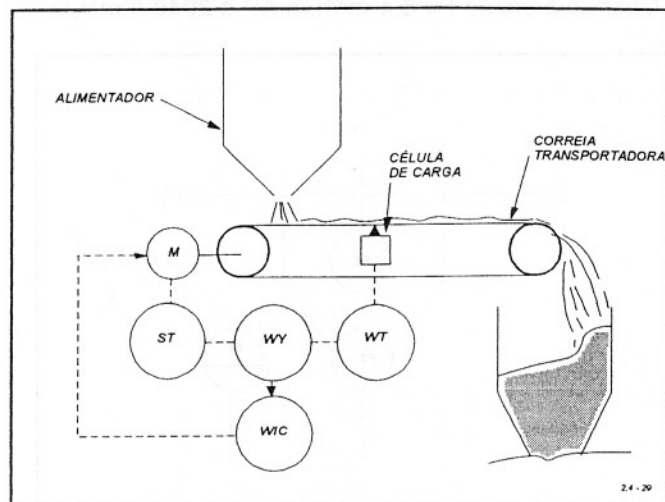 ALIMENTADOR
CÉLULA
DE CARGA
CORREIA
TRANSPORTADORA
M
ST
WY
WT
WIC
2.4 - 29